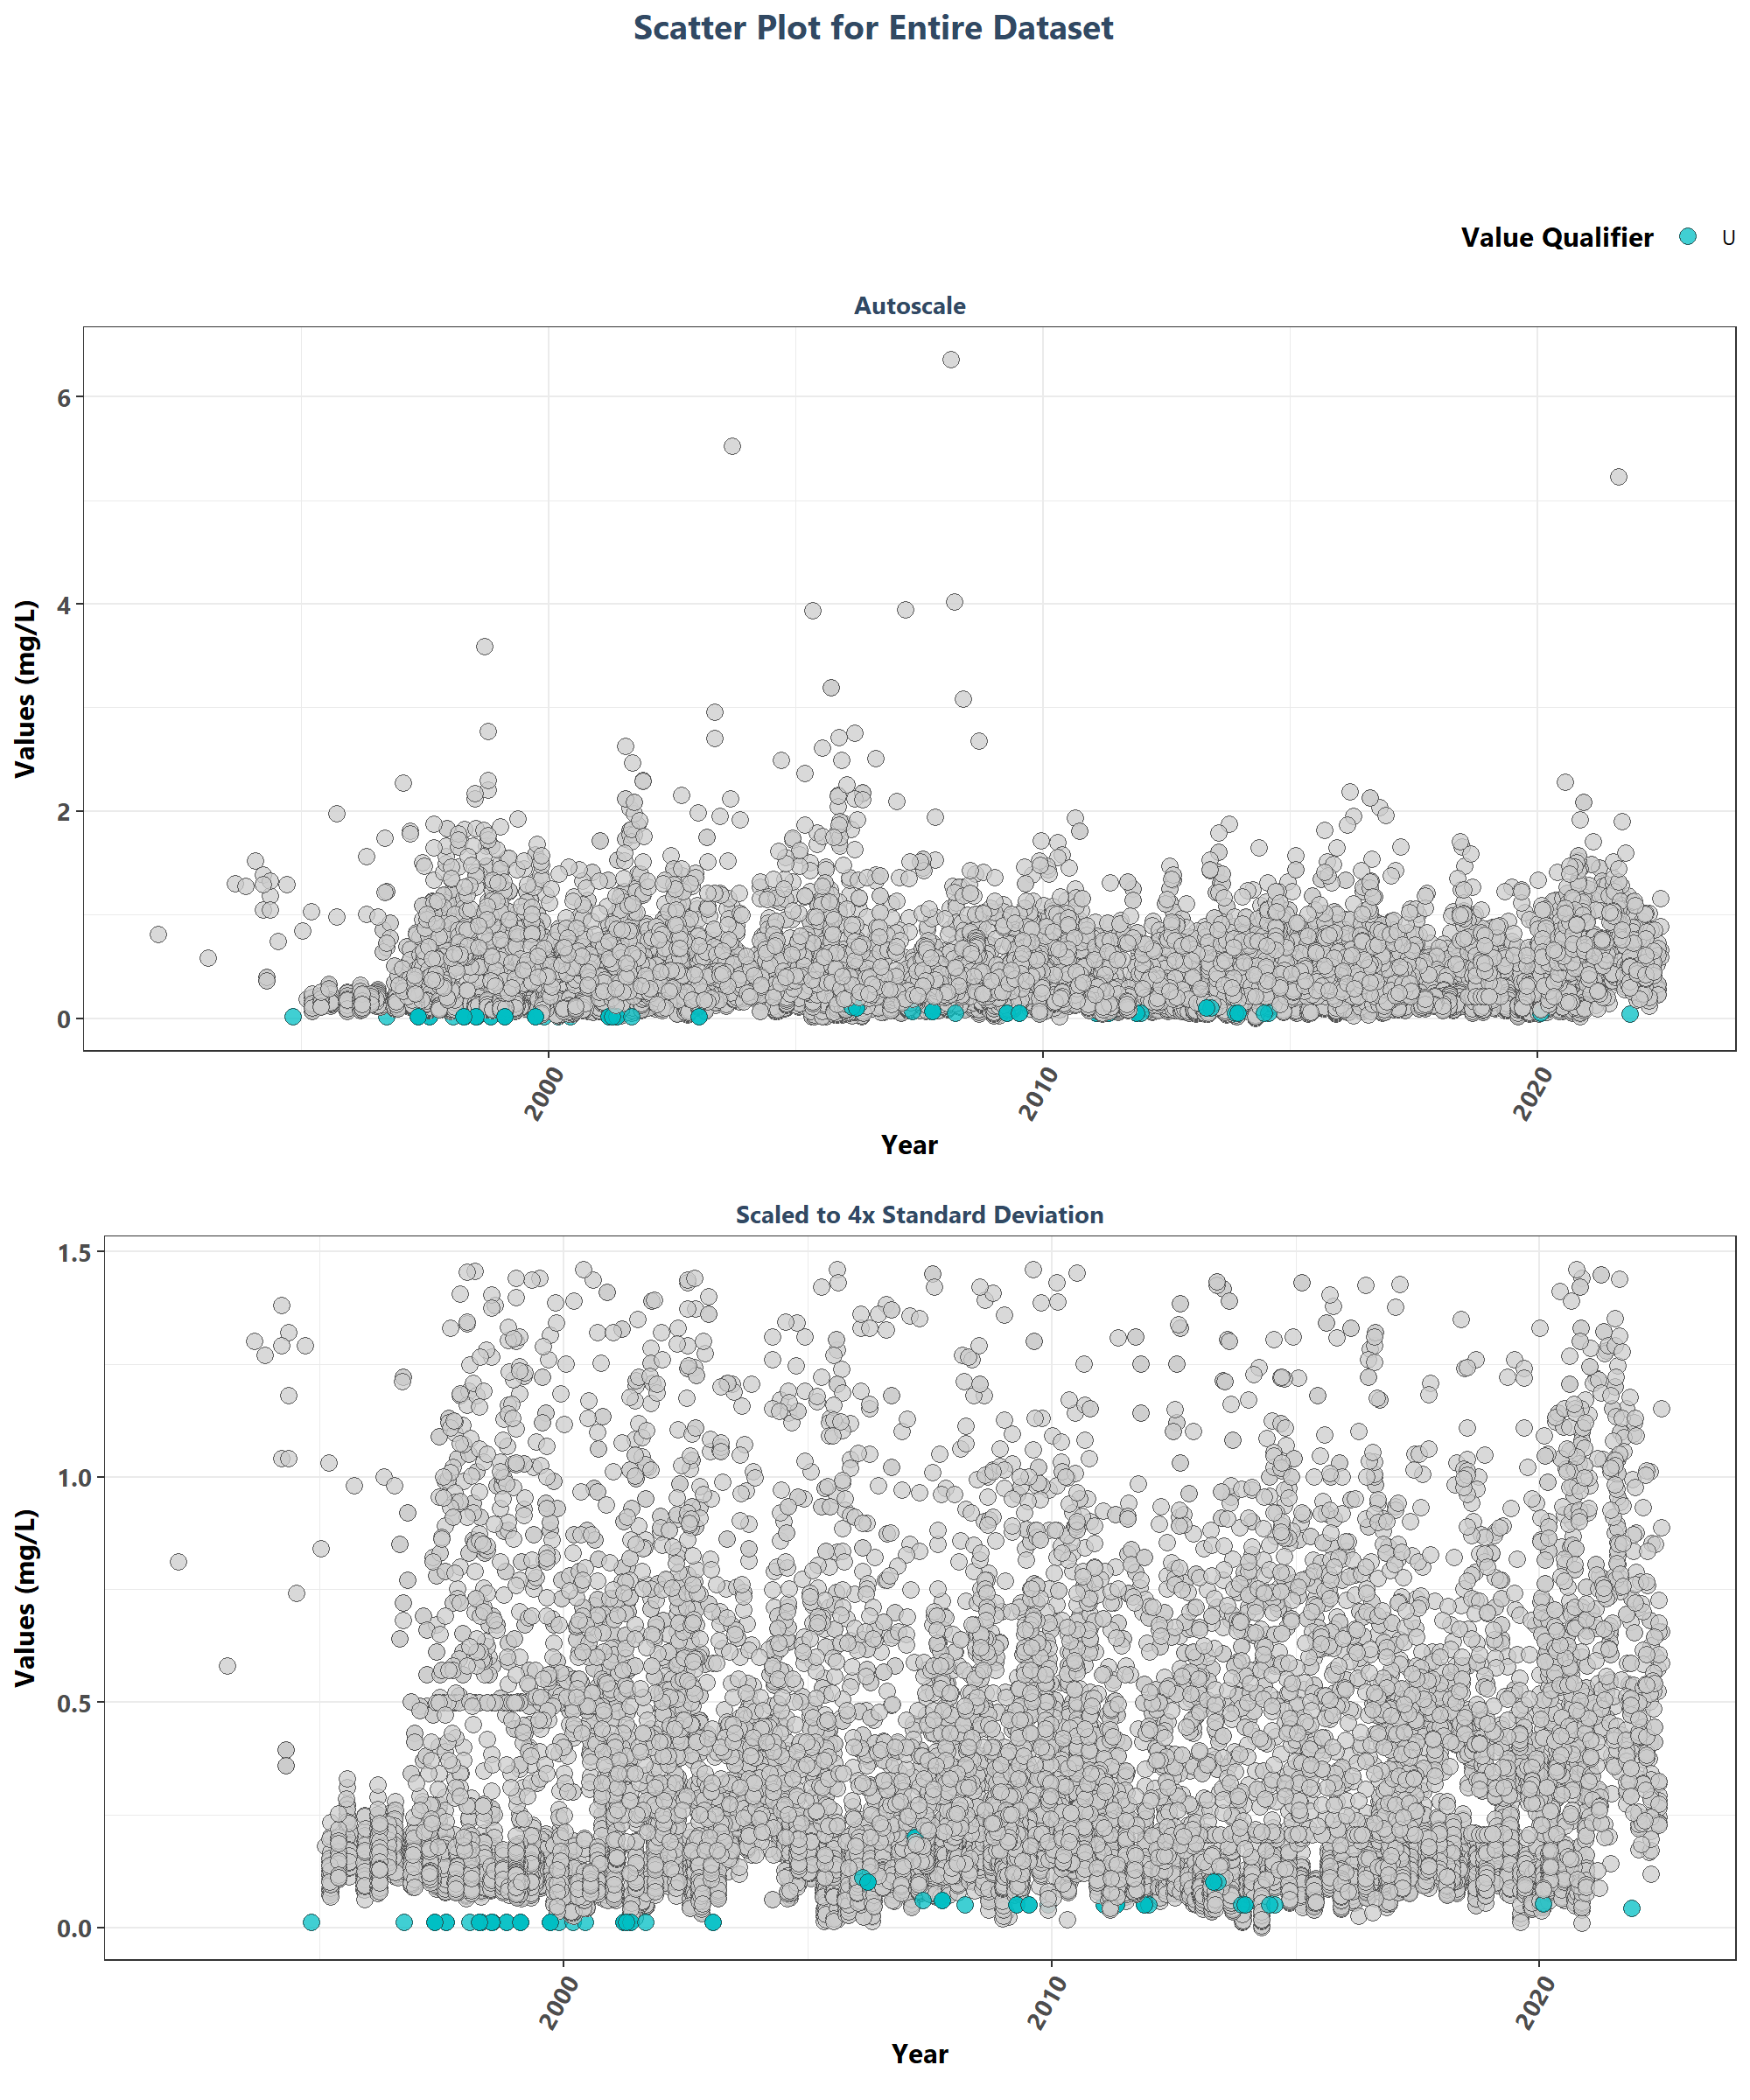 Scatter Plot for Entire Dataset
Value Qualifier U
Autoscale
Values (mg/L)
6
4
2
0
2000 2010 2020
Year
Scaled to 4x Standard Deviation
Values (mg/L)
1.5
1.0
0.5
0.0
2000 2010 2020
Year